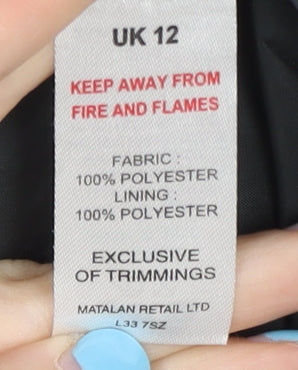 UK 12
KEEP AWAY FROM
FIRE AND FLAMES
FABRIC :
100% POLYESTER
LINING :
100% POLYESTER
EXCLUSIVE
OF TRIMMINGS
MATALAN RETAIL LTD
L33 7SZ